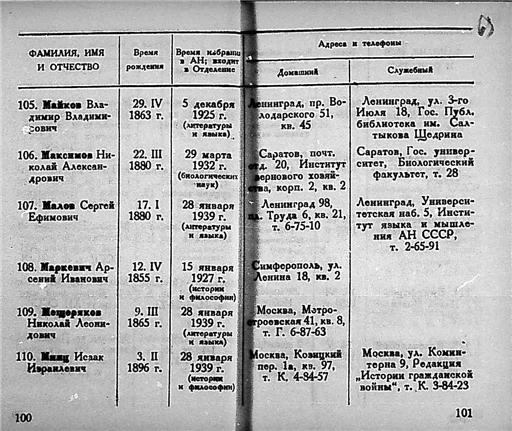 ФАМИЛИЯ, ИМЯ
И ОТЧЕСТВО
Время
рождения
Время избрания
в АН; входит
в Отделение
Адреса и телефоны
Домашний
Служебный
105. Майков Вла-
димир Владими-
рович
29. IV
1863 г.
5 декабря
1925 г.
(литературы
и языка)
Ленинград, пр. Во-
лодарского 51,
кв. 45
Ленинград, ул. 3-го
Июля 18, Гос. Публ.
библиотека им. Сал-
тыкова Щедрина
106. Максимов Ни-
колай Алексан-
дрович
22. III
1880 г.
29 марта
1932 г.
(биологических
наук)
Саратов, почт.
отд. 20, Институт
зернового хозяй-
ства, корп. 2, кв. 2
Саратов, Гос. универ-
ситет, Биологический
факультет, т. 28
107. Малов Сергей
Ефимович
17. I
1880 г.
28 января
1939 г.
(литературы
и языка)
Ленинград 98,
пл. Труда 6, кв. 21,
т. 6-75-10
Ленинград, Универси-
тетская наб. 5, Инсти-
тут языка и мышле-
ния АН СССР,
т. 2-65-91
108. Маркевич Ар-
сений Иванович
12. IV
1855 г.
15 января
1927 г.
(истории
и философии)
Симферополь, ул.
Ленина 18, кв. 2
109. Мещеряков
Николай Леони-
дович
9. III
1865 г.
28 января
1939 г.
(литературы
и языка)
Москва, Мэтро-
строевская 41, кв. 8,
т. Г. 6-87-63
110. Минц Исаак
Израилевич
3. II
1896 г.
28 января
1939 г.
(истории
и философии)
Москва, Козицкий
пер. 1а, кв. 97,
т. К. 4-84-57
Москва, ул. Комин-
терна 9, Редакция
„Истории гражданской
войны“, т. К. 3-84-23
100
101